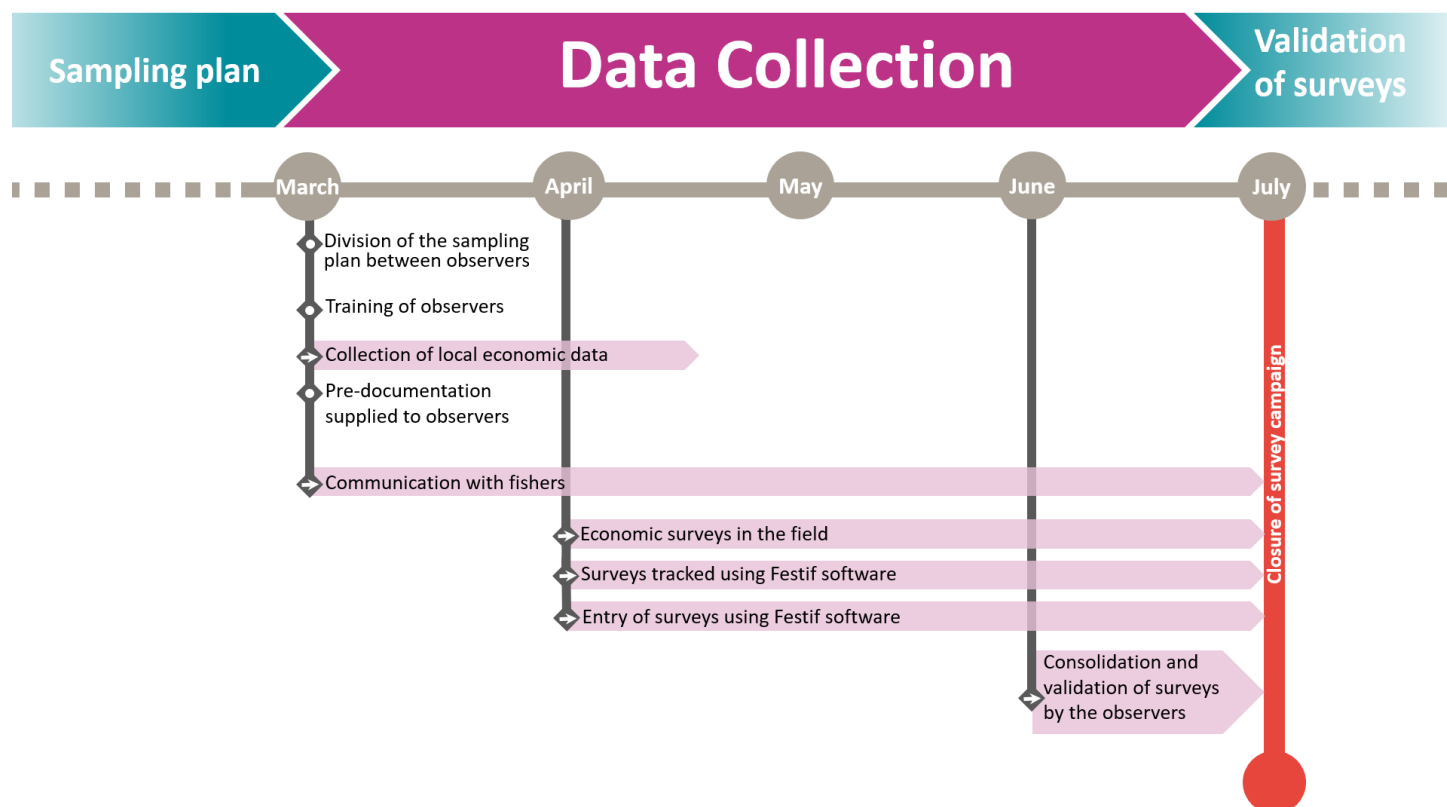 Sampling plan
Data Collection
Validation
of surveys
March
April
May
June
July
Division of the sampling
plan between observers
Training of observers
Collection of local economic data
Pre-documentation
supplied to observers
Communication with fishers
Economic surveys in the field
Surveys tracked using Festif software
Entry of surveys using Festif software
Consolidation and
validation of surveys
by the observers
Closure of survey campaign